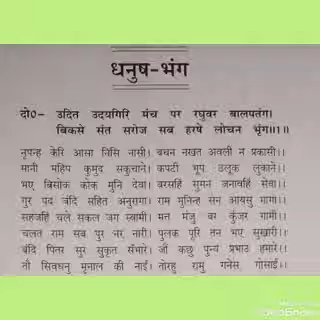 धनुष-भंग
दो०- उदित उदयगिरि मंच पर रघुवर बालपतंग।
बिकसे संत सरोज सब हरषे लोचन भृंग॥1॥
नृपन्ह केरि आसा निसि नासी। बचन नखत अवली न प्रकासी।।
मानी महिप कुमुद सकुचाने। कपटी भूप उलूक लुकाने।।
भए बिसोक कोक मुनि देवा। बरसहिं सुमन जनावहिं सेवा।।
गुर पद बंदि सहित अनुरागा। राम मुनिन्ह सन आयसु मागा।।
सहजहिं चले सकल जग स्वामी। मत्त मंजु बर कुंजर गामी।।
चलत राम सब पुर नर नारी। पुलक पूरि तन भए सुखारी।।
बंदि पितर सुर सुकृत सँभारे। जौं कछु पुन्य प्रभाउ हमारे।।
तौ सिवधनु मृनाल की नाईं। तोरहु रामु गनेस गोसाईं।।